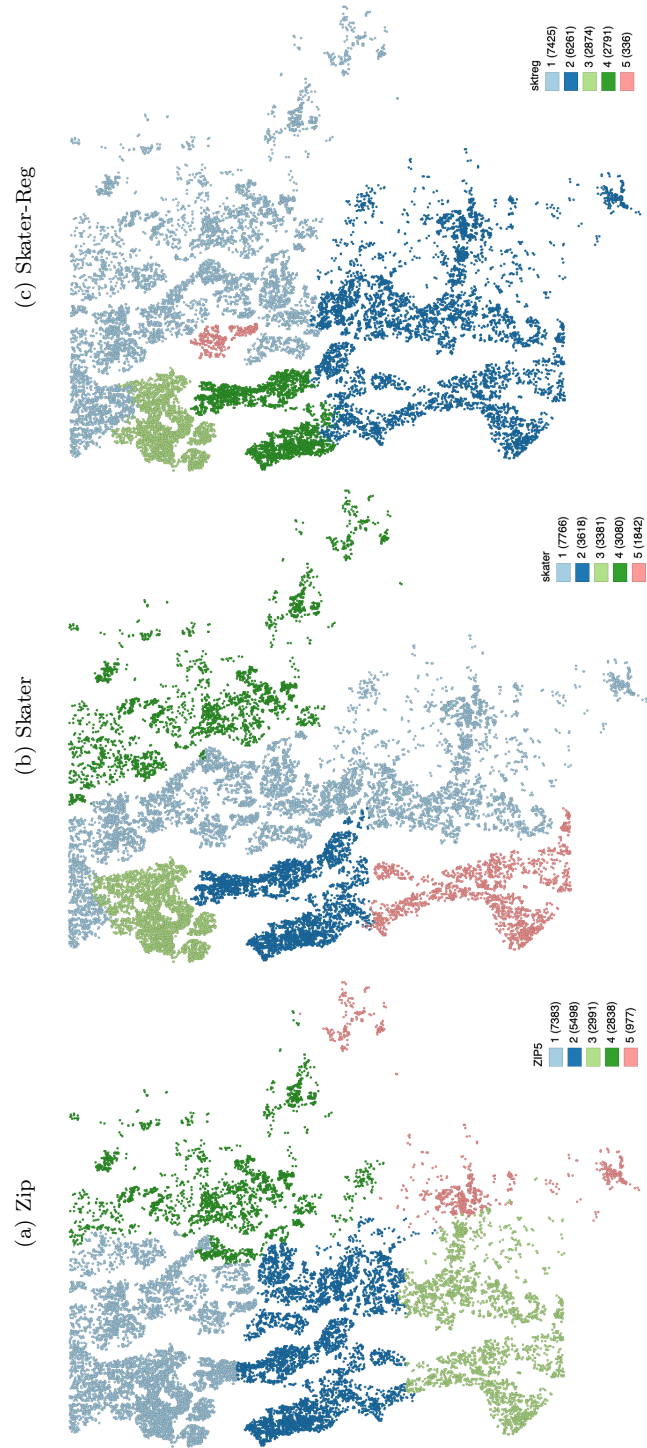 (a) Zip
ZIP5
1 (7383)
2 (5498)
3 (2991)
4 (2838)
5 (977)
(b) Skater
skater
1 (7766)
2 (3618)
3 (3381)
4 (3080)
5 (1842)
(c) Skater-Reg
sktreg
1 (7425)
2 (6261)
3 (2874)
4 (2791)
5 (336)